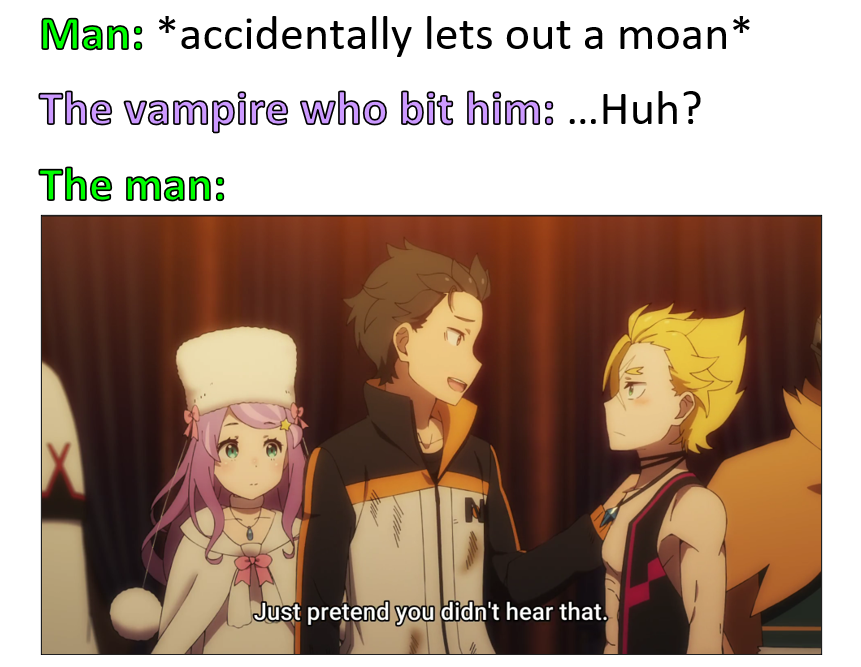 Man: *accidentally lets out a moan*
The vampire who bit him: ...Huh?
The man:
N
Just pretend you didn't hear that.